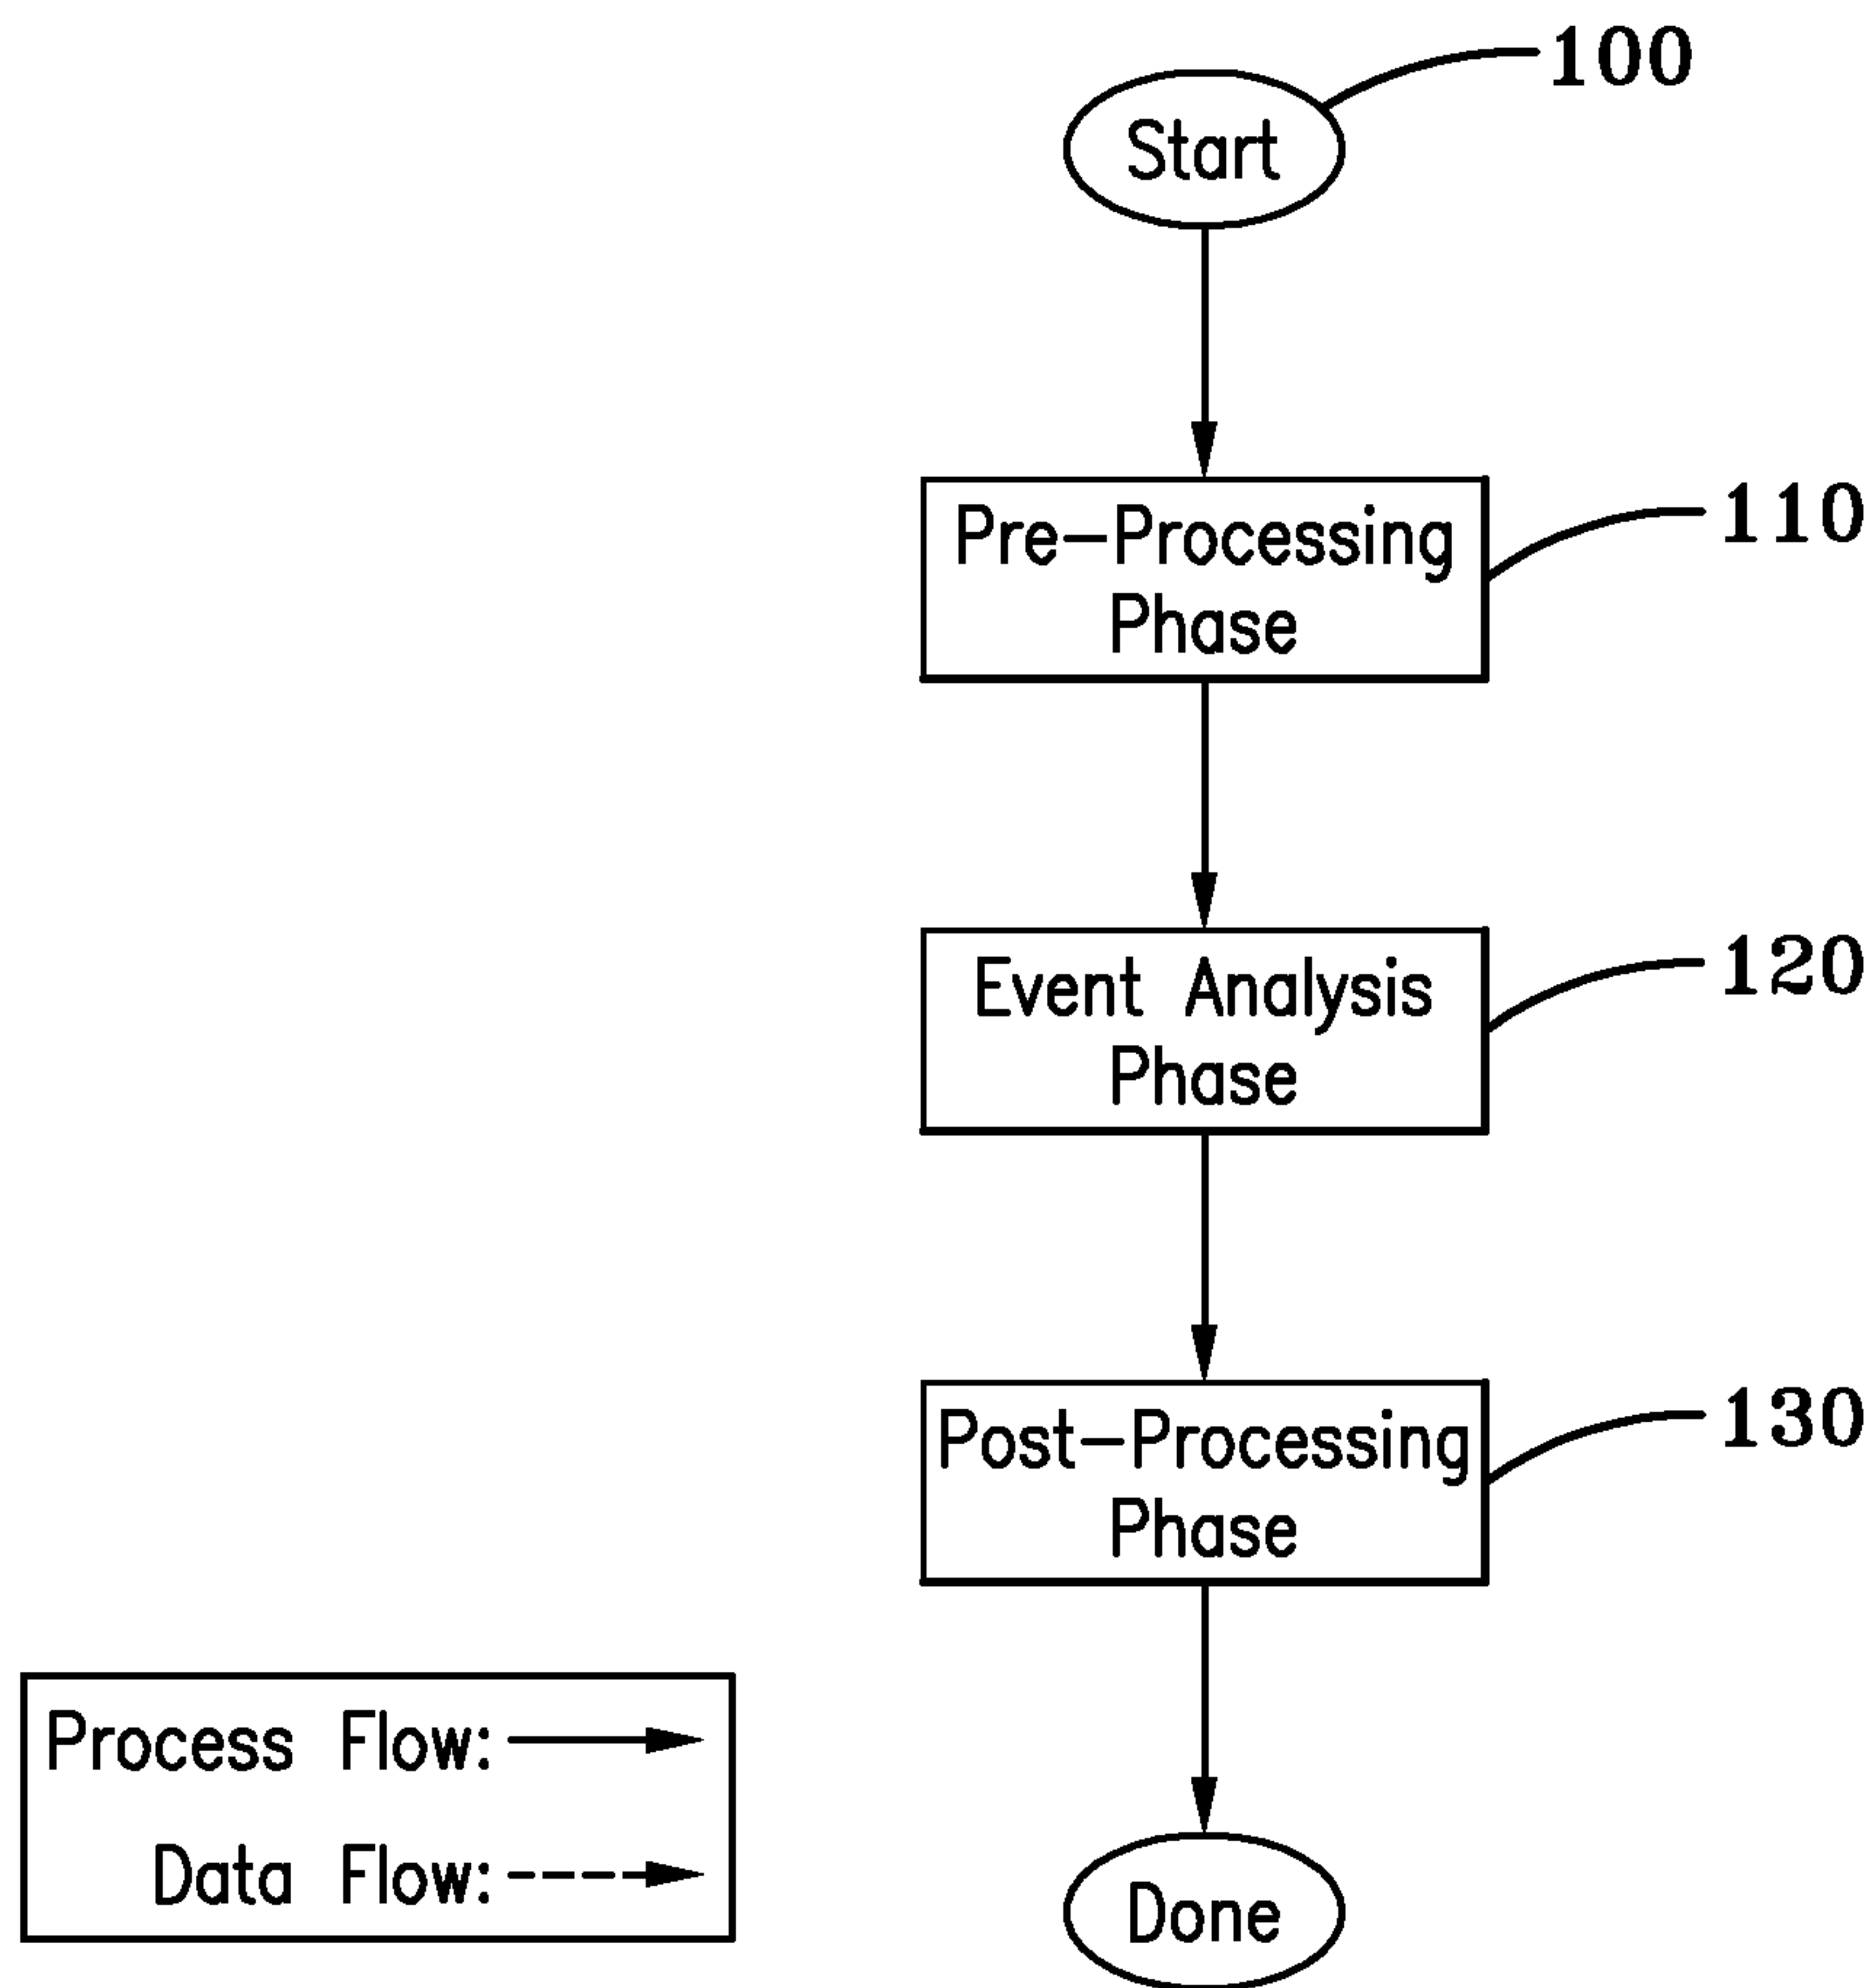 100
Start
Pre-Processing
Phase
110
Event Analysis
Phase
120
Post-Processing
Phase
130
Process Flow:
Data Flow:
Done